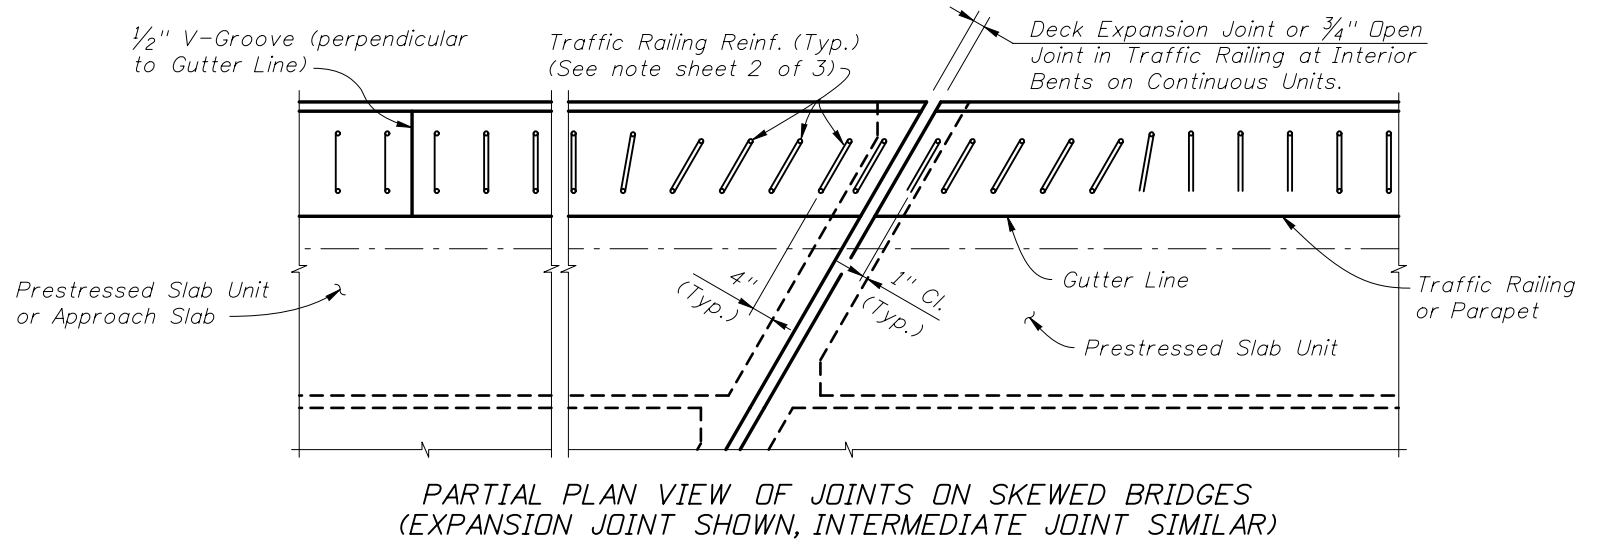 ½" V-Groove (perpendicular
to Gutter Line)
Traffic Railing Reinf. (Typ.)
(See note sheet 2 of 3)
Deck Expansion Joint or ¾" Open
Joint in Traffic Railing at Interior
Bents on Continuous Units.
Prestressed Slab Unit
or Approach Slab
4"
(Typ.)
1" Cl.
(Typ.)
Gutter Line
Traffic Railing
or Parapet
Prestressed Slab Unit
PARTIAL PLAN VIEW OF JOINTS ON SKEWED BRIDGES
(EXPANSION JOINT SHOWN, INTERMEDIATE JOINT SIMILAR)